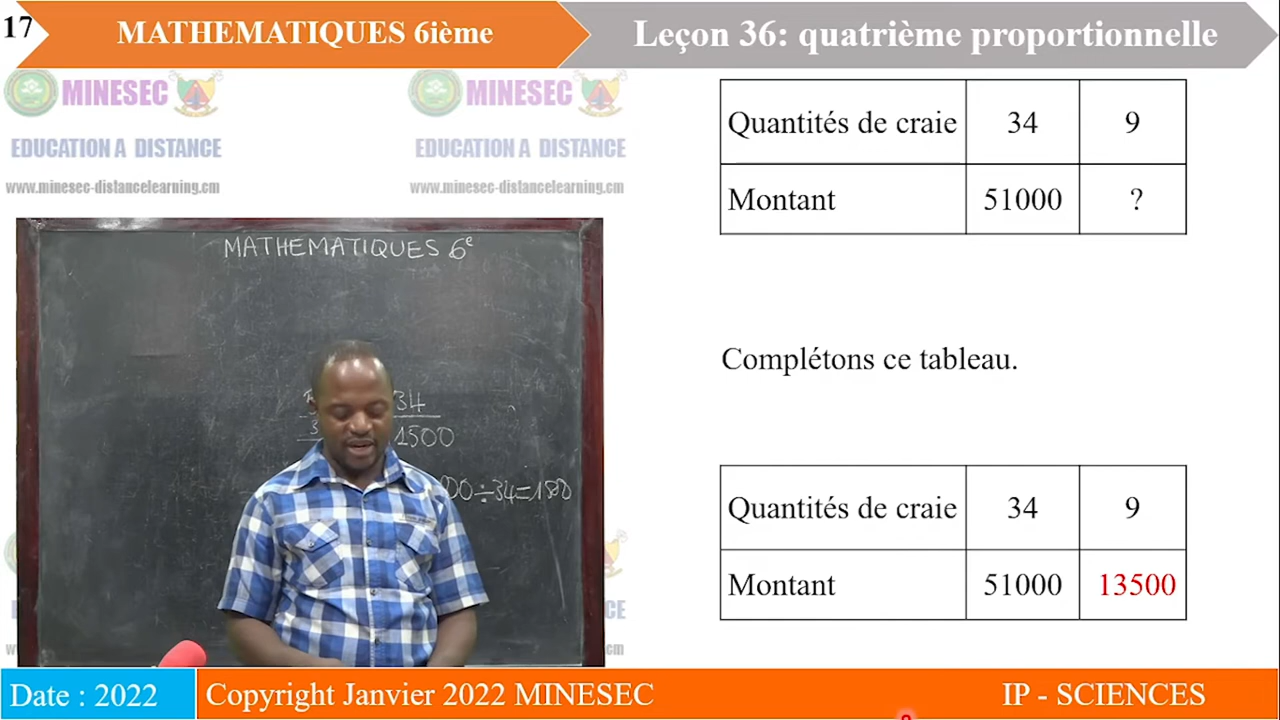 17
MATHEMATIQUES 6ième
Leçon 36: quatrième proportionnelle
MINESEC
MINESEC
EDUCATION A DISTANCE
EDUCATION A DISTANCE
www.minesec-distancelearning.cm
www.minesec-distancelearning.cm
Quantités de craie 34 9
Montant 51000 ?
MATHEMATIQUES 6e
34
1500
00÷34=1500
Complétons ce tableau.
Quantités de craie 34 9
Montant 51000 13500
Date : 2022
Copyright Janvier 2022 MINESEC
IP - SCIENCES